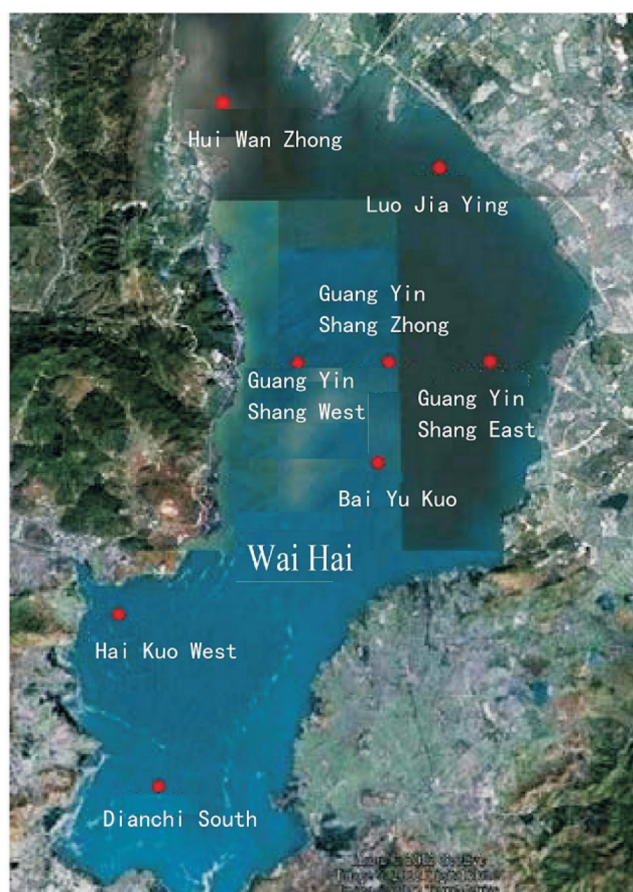 Hui Wan Zhong
Luo Jia Ying
Guang Yin
Shang Zhong
Guang Yin
Shang West
Guang Yin
Shang East
Bai Yu Kuo
Wai Hai
Hai Kuo West
Dianchi South